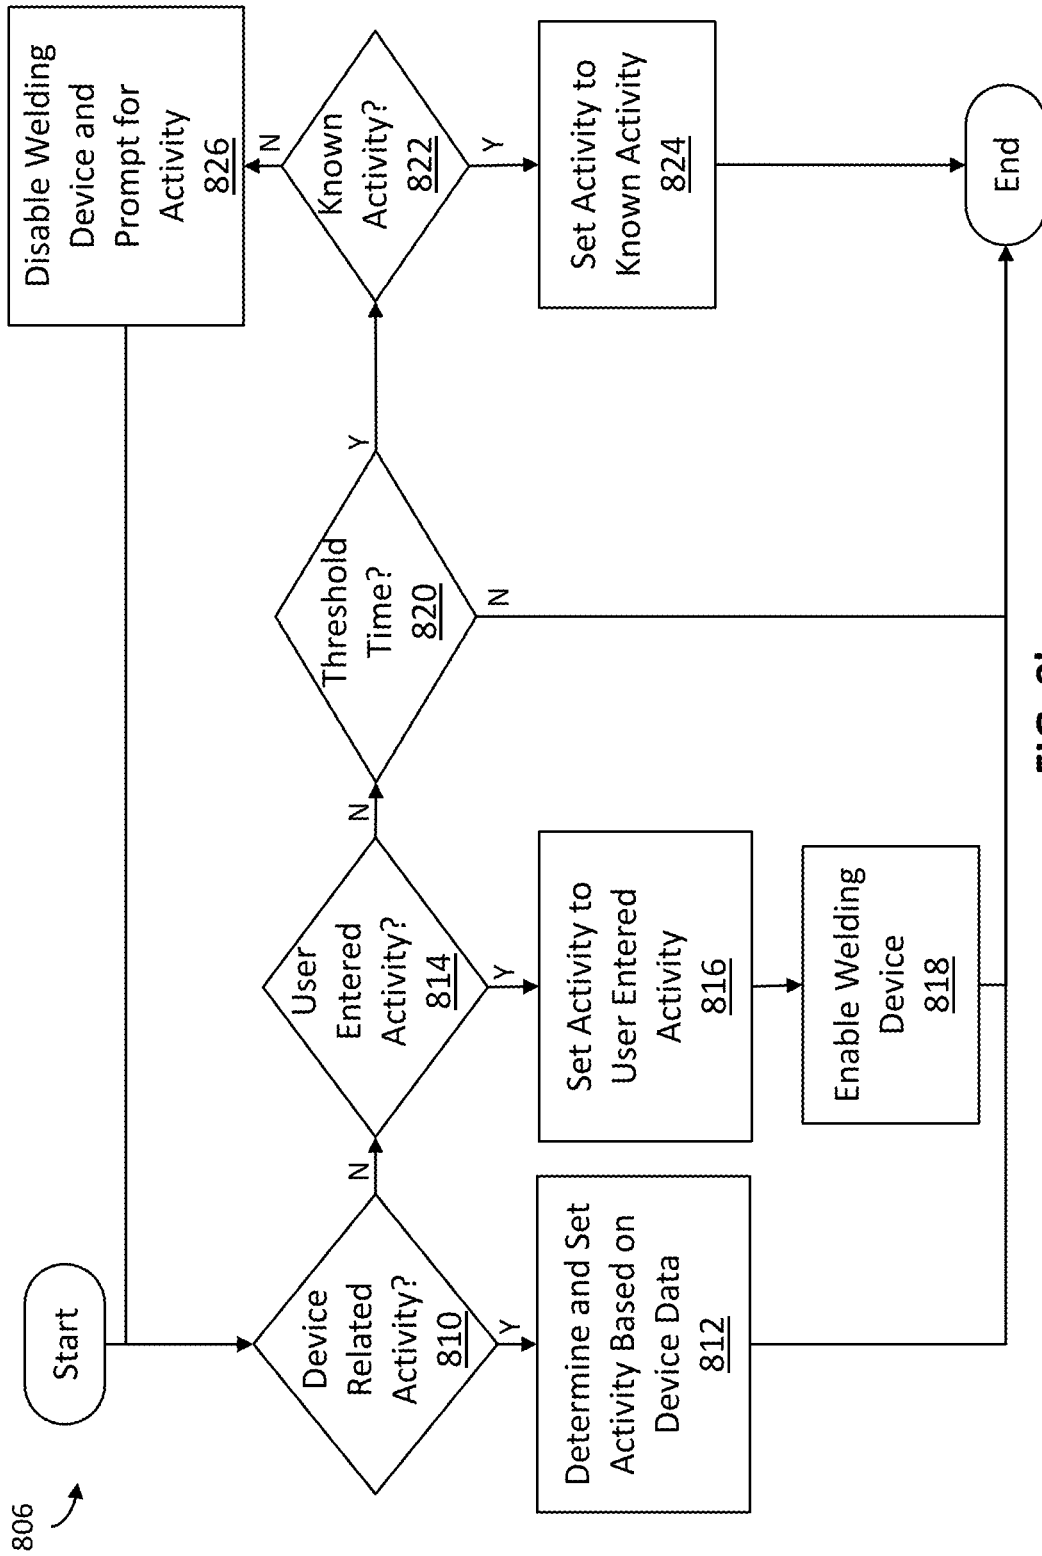 806
Start
Device
Related
Activity?
810
N
Y
Determine and Set
Activity Based on
Device Data
812
User
Entered
Activity?
814
N
Y
Set Activity to
User Entered
Activity
816
Enable Welding
Device
818
Threshold
Time?
820
Y
N
Known
Activity?
822
N
Y
Disable Welding
Device and
Prompt for
Activity
826
Set Activity to
Known Activity
824
End